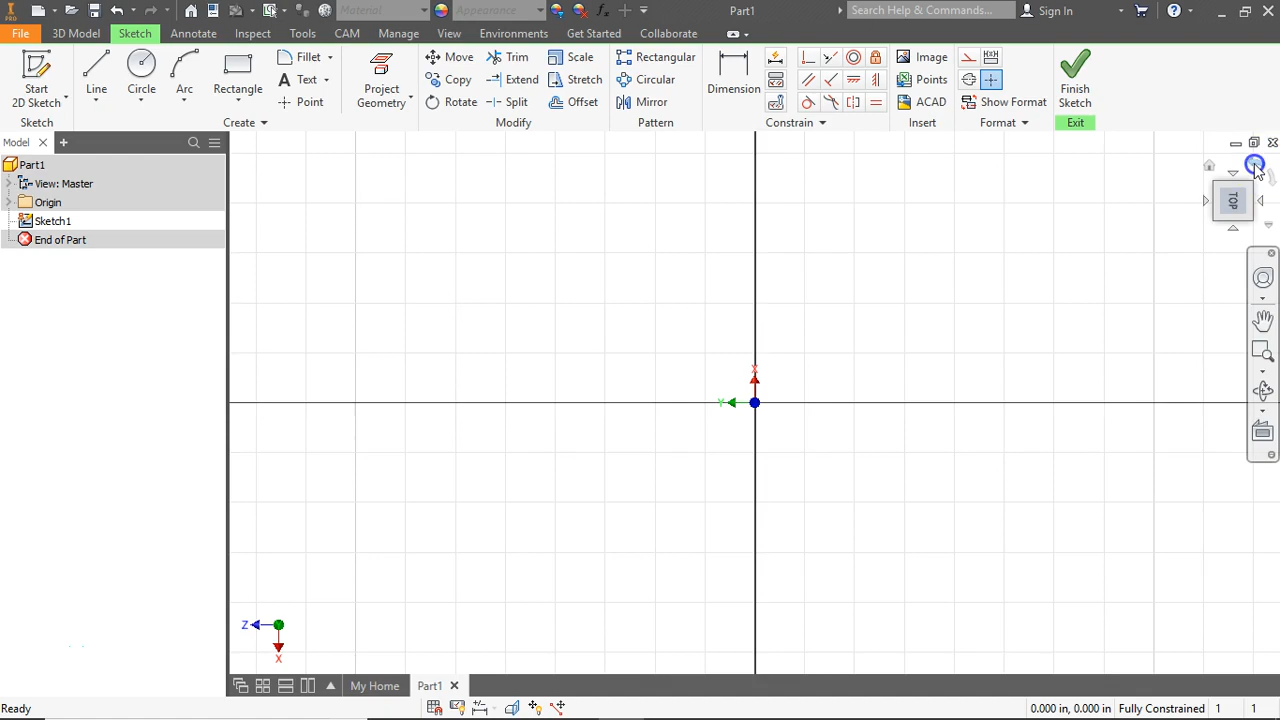 PRO
Material
Appearance
fx
Part1
Search Help & Commands...
Sign In
File
3D Model
Sketch
Annotate
Inspect
Tools
CAM
Manage
View
Environments
Get Started
Collaborate
Start
2D Sketch
Line
Circle
Arc
Rectangle
Fillet
Text
Point
Project
Geometry
Move
Copy
Rotate
Trim
Extend
Split
Scale
Stretch
Offset
Rectangular
Circular
Mirror
Dimension
Image
Points
ACAD
Show Format
Finish
Sketch
Sketch
Create
Modify
Pattern
Constrain
Insert
Format
Exit
Model
Part1
View: Master
Origin
Sketch1
End of Part
TOP
X
Y
Z
X
My Home
Part1
Ready
0.000 in, 0.000 in
Fully Constrained
1
1